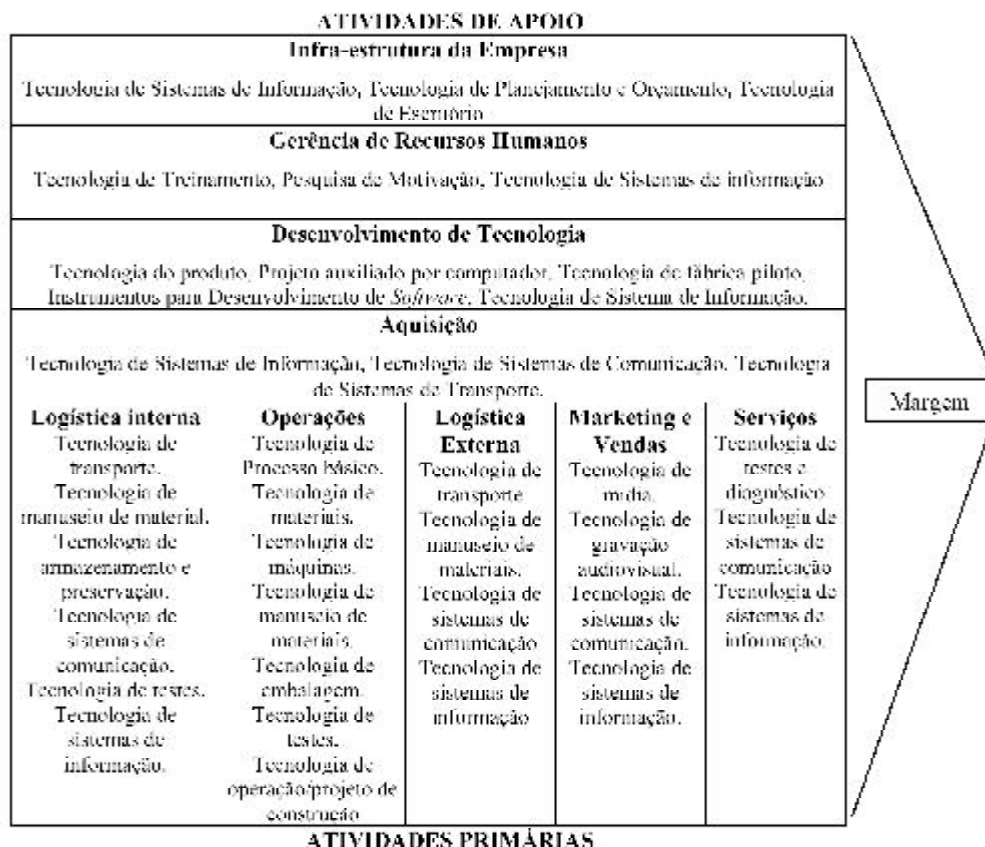 ATIVIDADES DE APOIO
Infra-estrutura da Empresa
Tecnologia de Sistemas de Informação, Tecnologia de Planejamento e Orçamento, Tecnologia
de Escritório
Gerência de Recursos Humanos
Tecnologia de Treinamento, Pesquisa de Motivação, Tecnologia de Sistemas de informação
Desenvolvimento de Tecnologia
Tecnologia do produto, Projeto auxiliado por computador, Tecnologia de fábrica piloto,
Instrumentos para Desenvolvimento de Software, Tecnologia de Sistema de Informação.
Aquisição
Tecnologia de Sistemas de Informação, Tecnologia de Sistemas de Comunicação, Tecnologia
de Sistemas de Transporte.
Logística interna
Tecnologia de
transporte.
Tecnologia de
manuseio de material.
Tecnologia de
armazenamento e
preservação.
Tecnologia de
sistemas de
comunicação.
Tecnologia de testes.
Tecnologia de
sistemas de
informação.
Operações
Tecnologia de
Processo básico.
Tecnologia de
materiais.
Tecnologia de
máquinas.
Tecnologia de
manuseio de
materiais.
Tecnologia de
embalagem.
Tecnologia de
testes.
Tecnologia de
operação/projeto de
construção
Logística
Externa
Tecnologia de
transporte
Tecnologia de
manuseio de
materiais.
Tecnologia de
sistemas de
comunicação
Tecnologia de
sistemas de
informação
Marketing e
Vendas
Tecnologia de
mídia.
Tecnologia de
gravação
audiovisual.
Tecnologia de
sistemas de
comunicação.
Tecnologia de
sistemas de
informação.
Serviços
Tecnologia de
testes e
diagnóstico
Tecnologia de
sistemas de
comunicação
Tecnologia de
sistemas de
informação.
Margem
ATIVIDADES PRIMÁRIAS